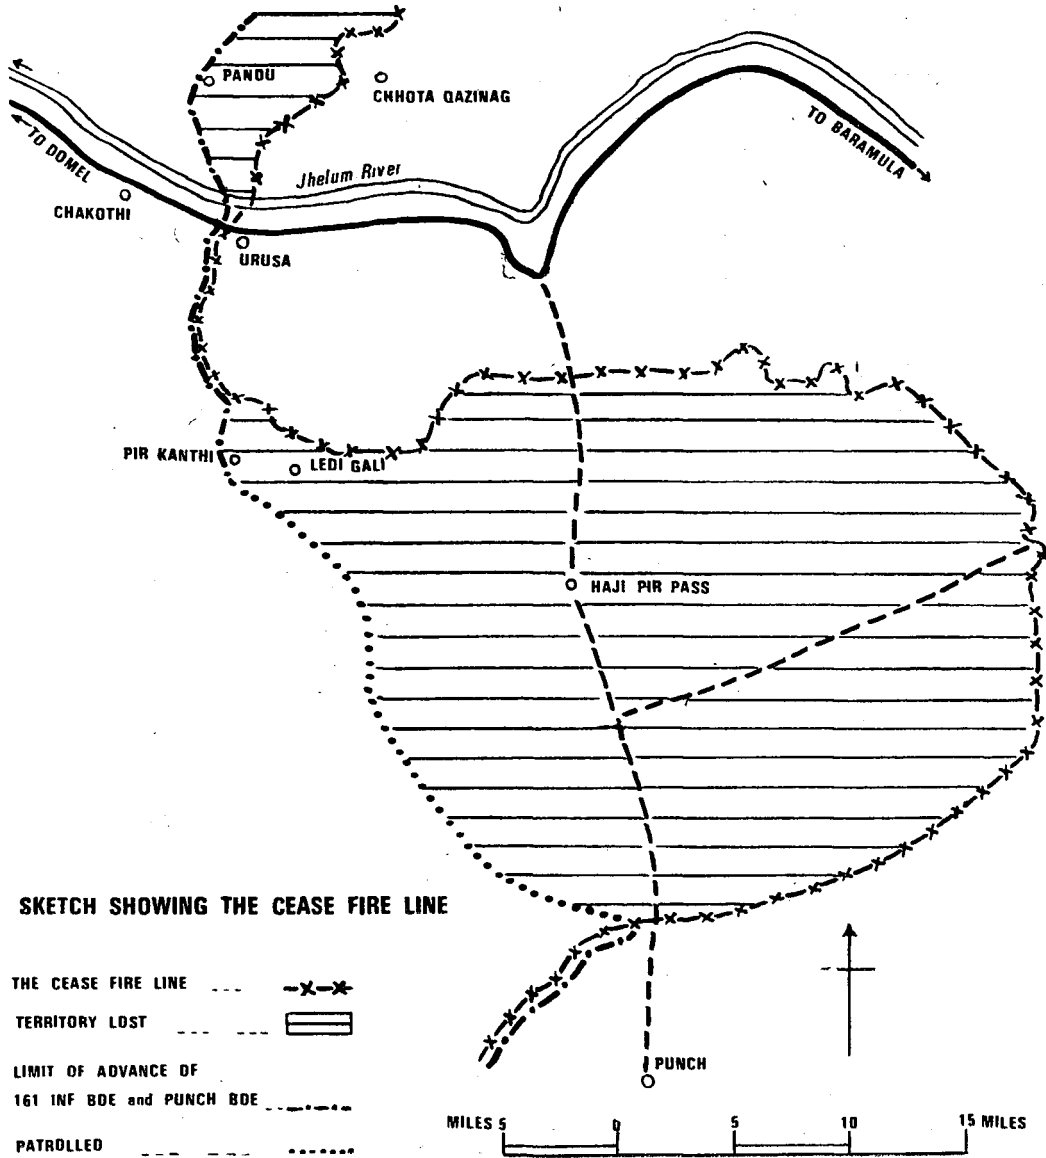 PANDU
CHHOTA QAZINAG
TO DOMEL
TO BARAMULA
Jhelum River
CHAKOTHI
URUSA
PIR KANTHI
LEDI GALI
HAJI PIR PASS
SKETCH SHOWING THE CEASE FIRE LINE
THE CEASE FIRE LINE
TERRITORY LOST
LIMIT OF ADVANCE OF
161 INF BDE and PUNCH BDE
PATROLLED
PUNCH
MILES 5 0 5 10 15 MILES